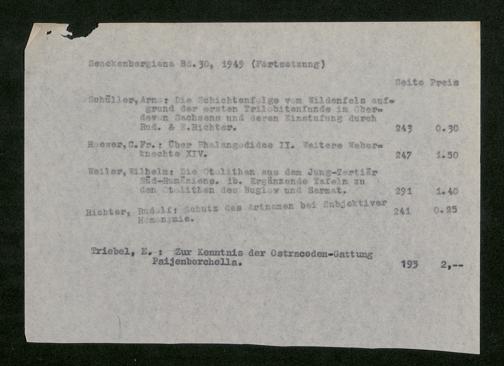 Senckenbergiana Bd.30, 1949 (Fortsetzung)
Seite Preis
Schüller,Arno: Die Schichtenfolge vom Wildenfels auf-
grund der ersten Trilobitenfunde im Ober-
devon Sachsens und deren Einstufung durch
Rud. & E.Richter. 243 0.30
Roewer,C.Fr.: Über Phalangodidae II. Weitere Weber-
knechte XIV. 247 1.50
Weiler,Wilhelm: Die Otolithen aus dem Jung-Tertiär
Süd-Rumäniens. 1b. Ergänzende Tafeln zu
den Otolithen des Buglow und Sarmat. 291 1.40
Richter, Rudolf: Schutz des Artnamen bei Subjektiver
Homonymie. 241 0.25
Triebel, E. : Zur Kenntnis der Ostracoden-Gattung
Paijenborchella. 193 2,--